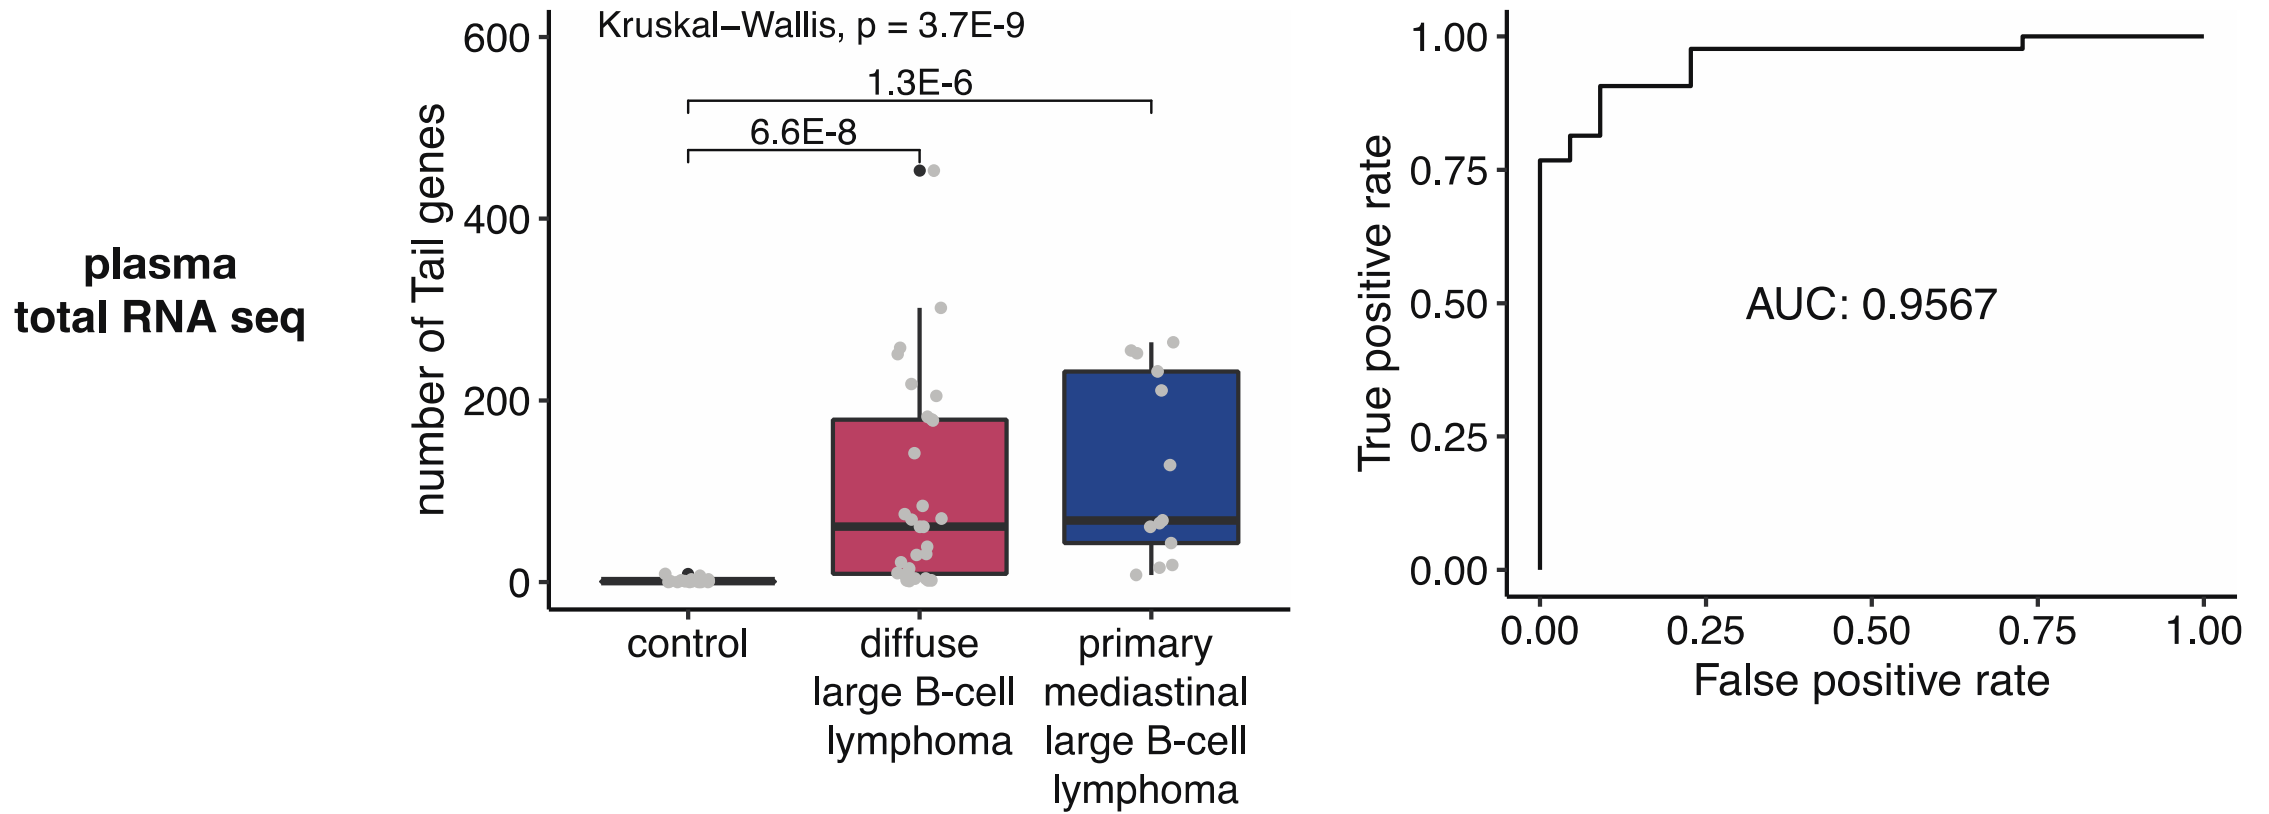 plasma
total RNA seq
number of Tail genes
600
400
200
0
Kruskal–Wallis, p = 3.7E-9
1.3E-6
6.6E-8
control
diffuse
large B-cell
lymphoma
primary
mediastinal
large B-cell
lymphoma
True positive rate
1.00
0.75
0.50
0.25
0.00
AUC: 0.9567
0.00 0.25 0.50 0.75 1.00
False positive rate